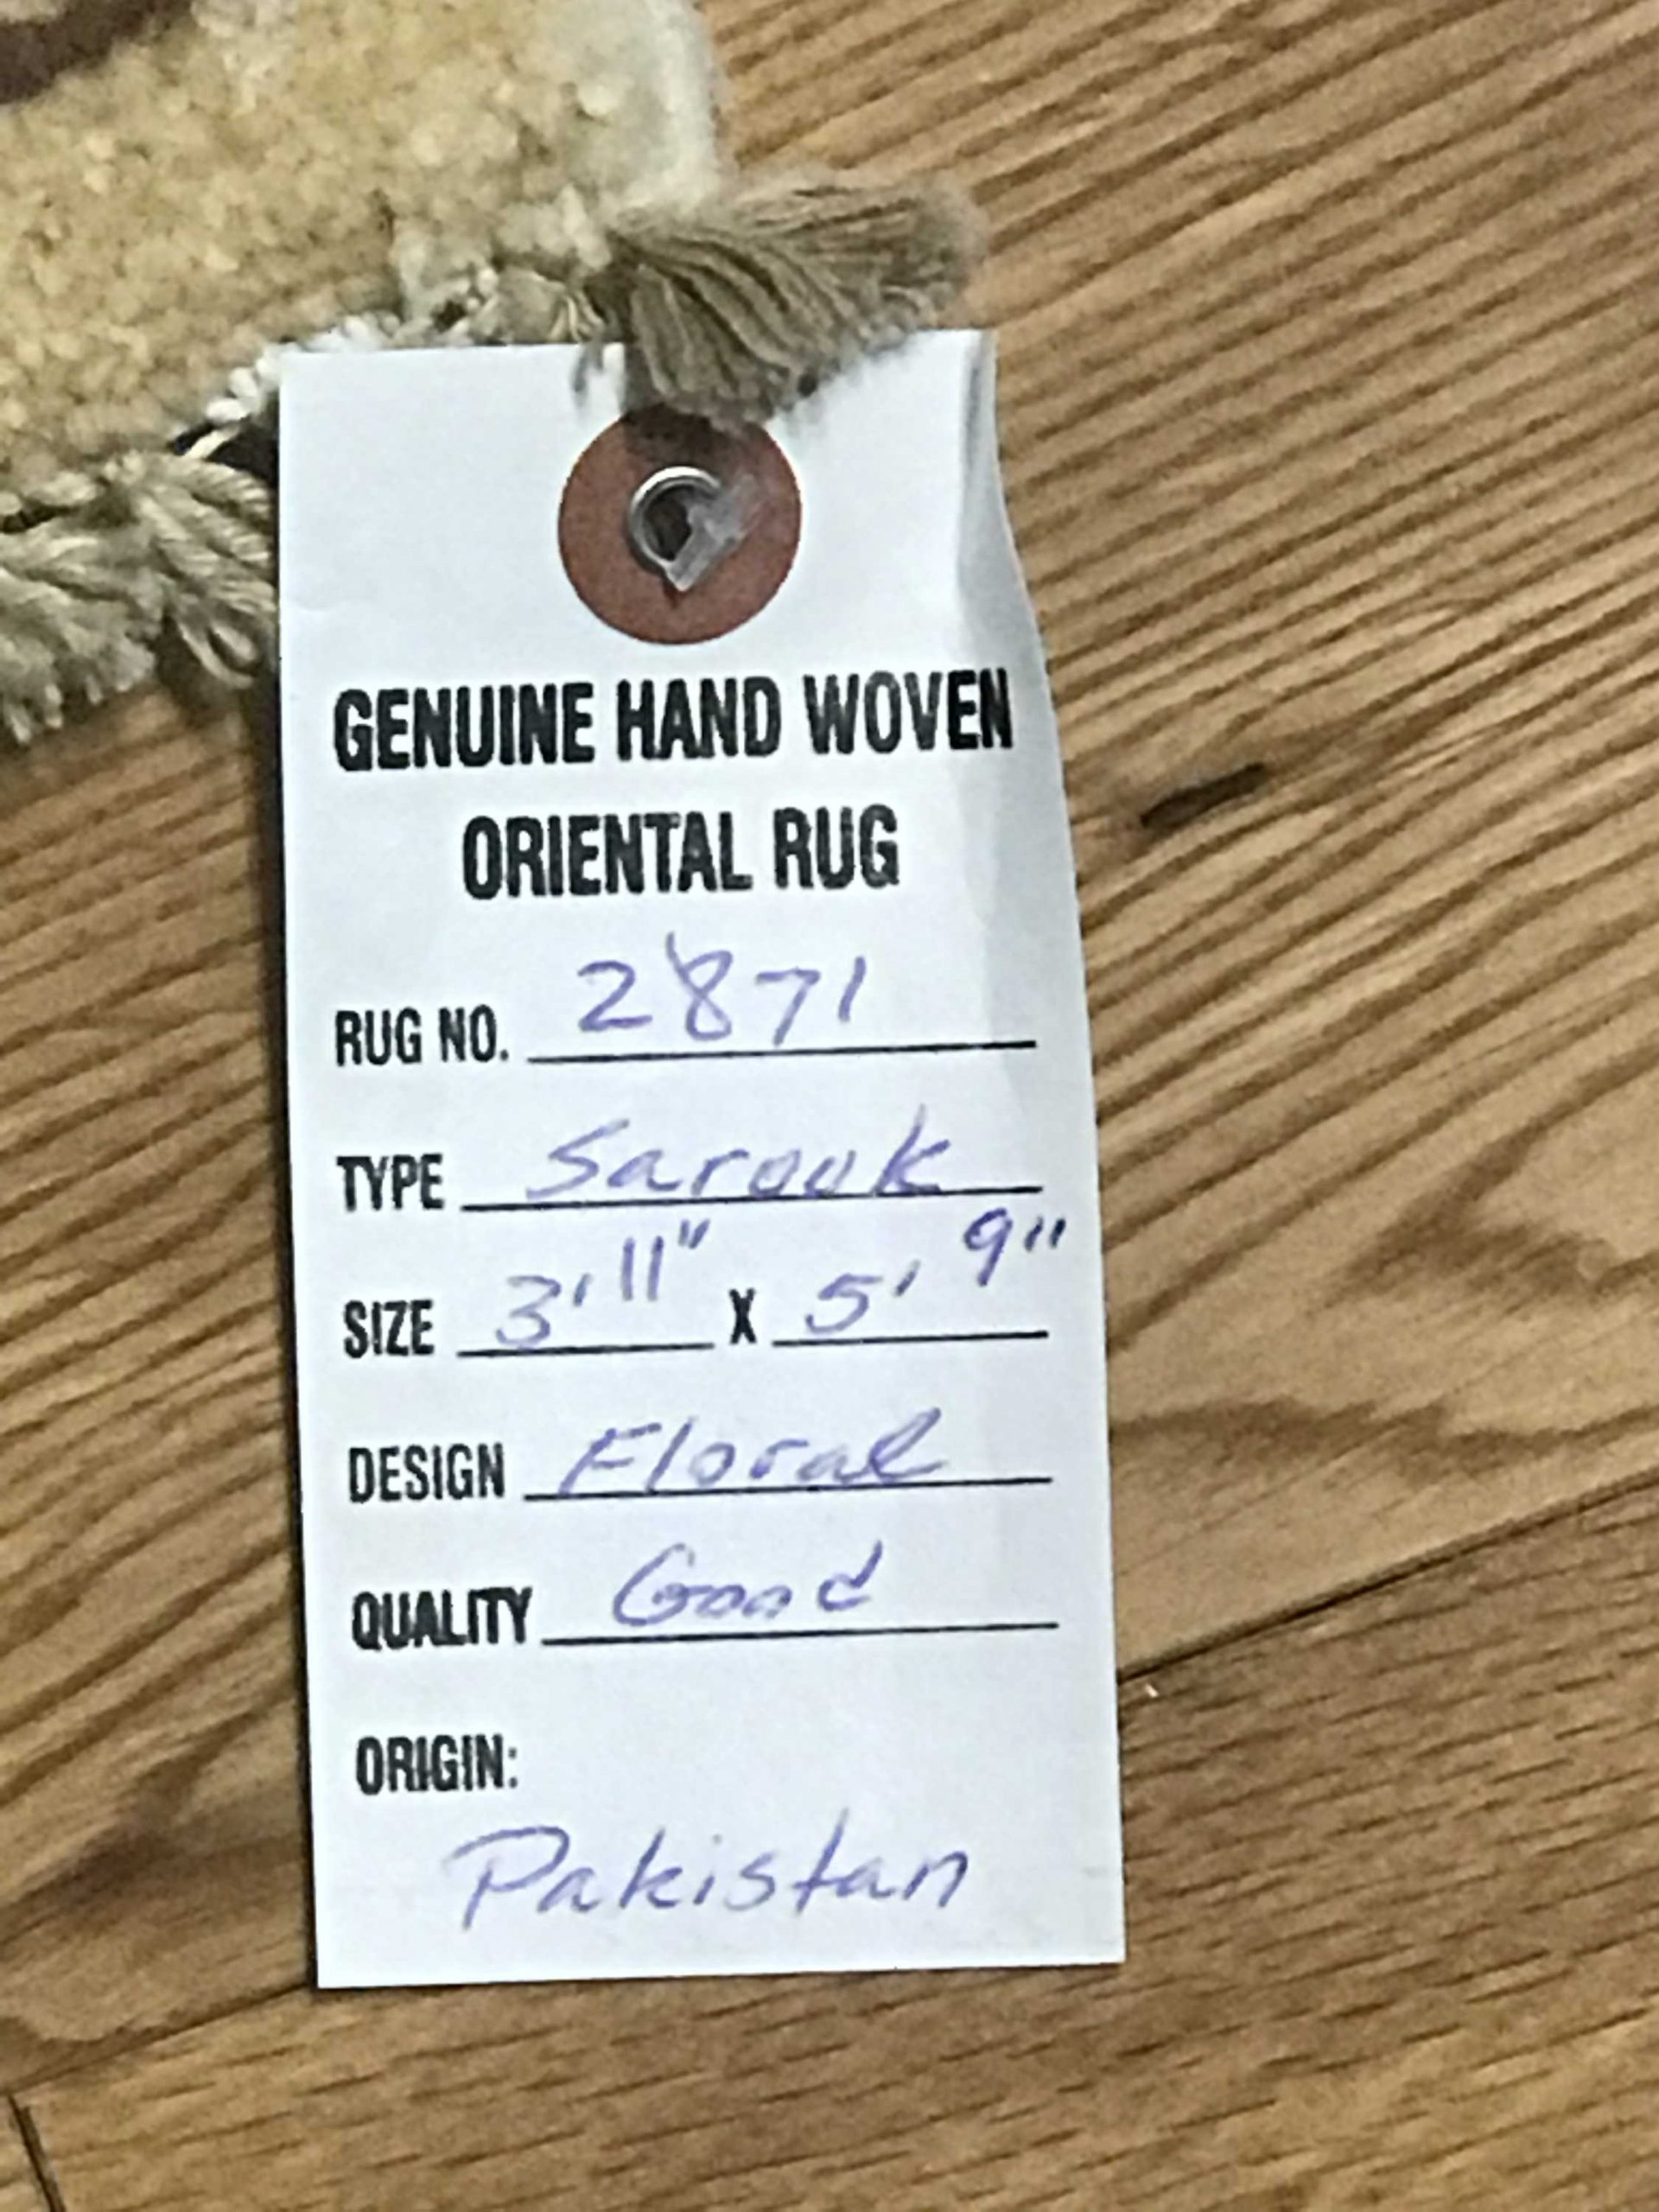 GENUINE HAND WOVEN
ORIENTAL RUG
RUG NO. 2871
TYPE Sarouk
SIZE 3' 11" X 5' 9"
DESIGN Floral
QUALITY Good
ORIGIN:
Pakistan